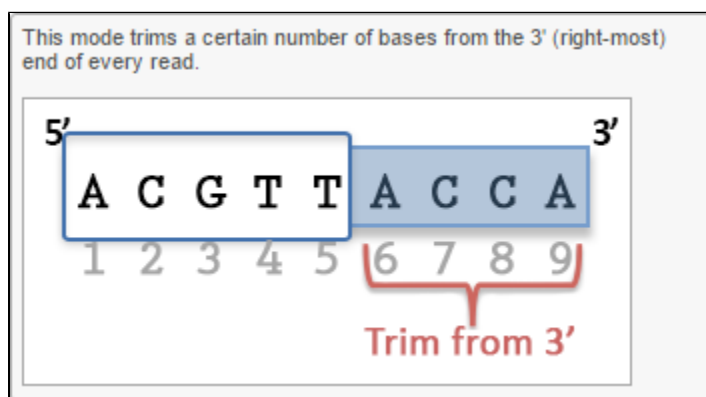 This mode trims a certain number of bases from the 3' (right-most)
end of every read.
5’ 3’
A C G T T A C C A
1 2 3 4 5 6 7 8 9
Trim from 3’